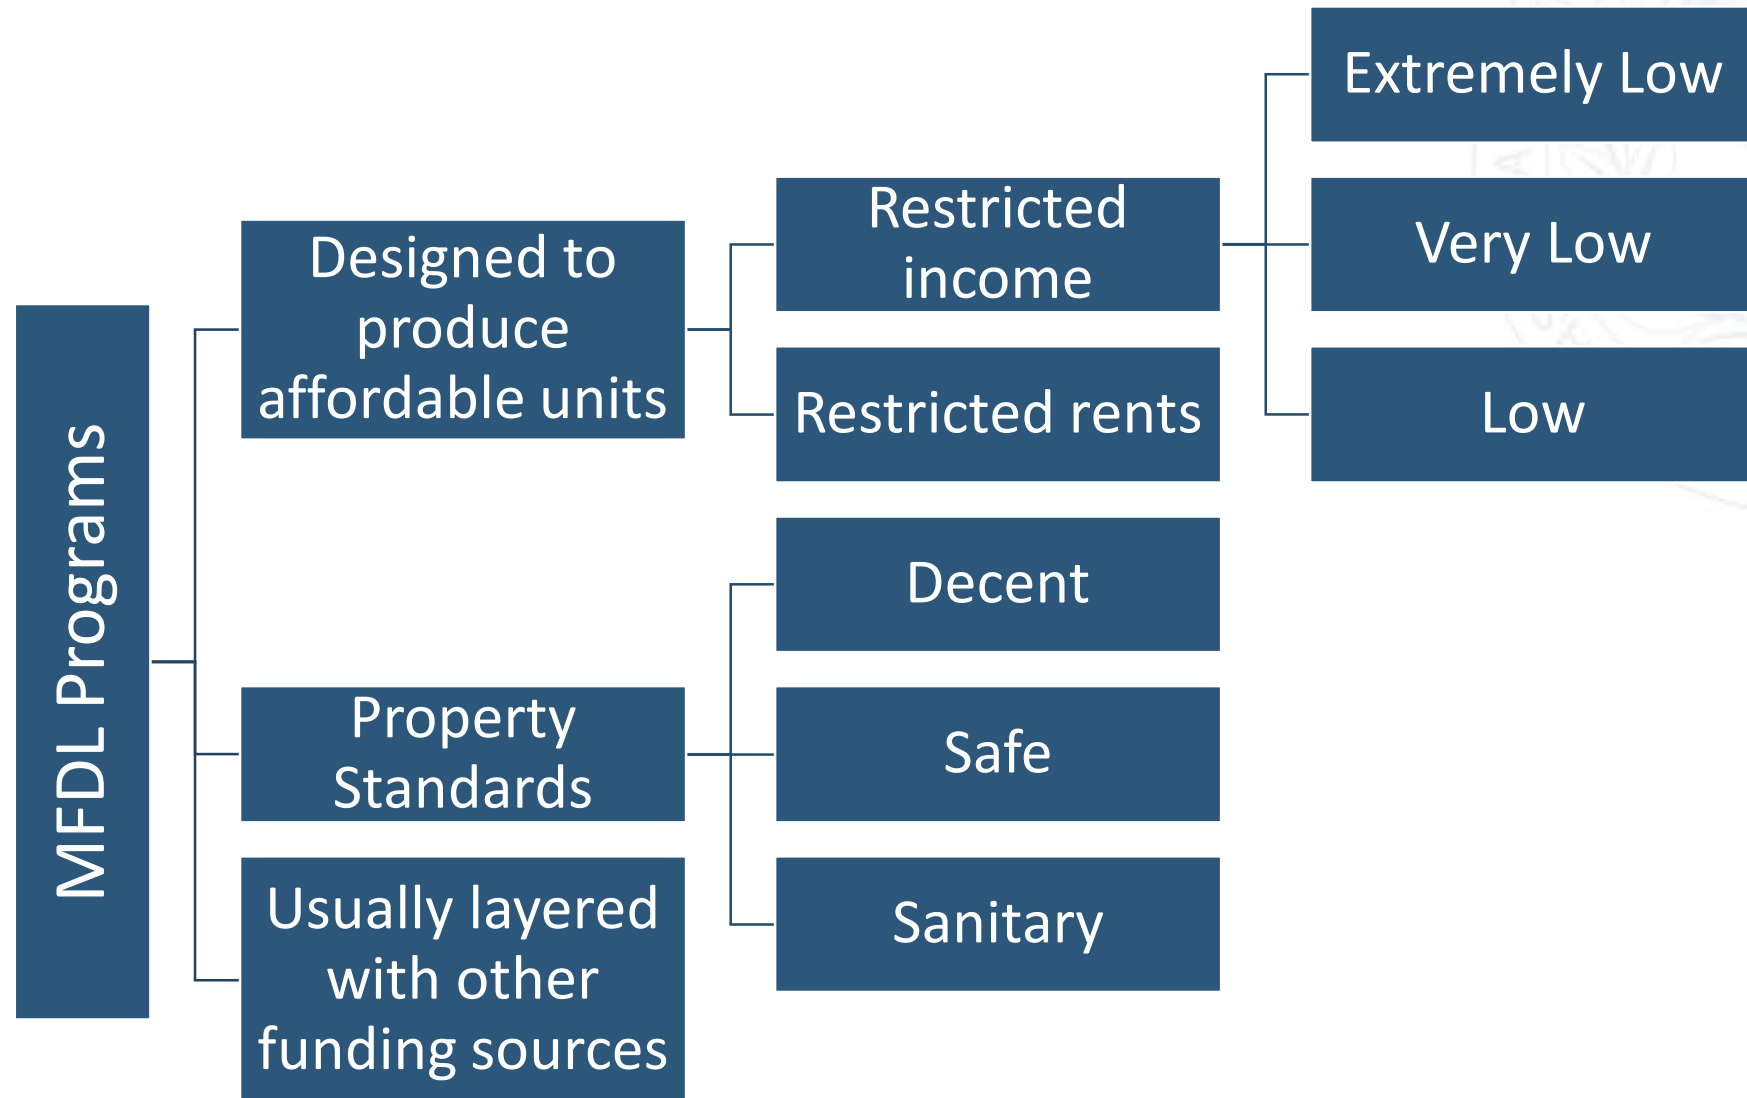 MFDL Programs
Designed to
produce
affordable units
Restricted
income
Extremely Low
Very Low
Low
Restricted rents
Property
Standards
Decent
Safe
Sanitary
Usually layered
with other
funding sources